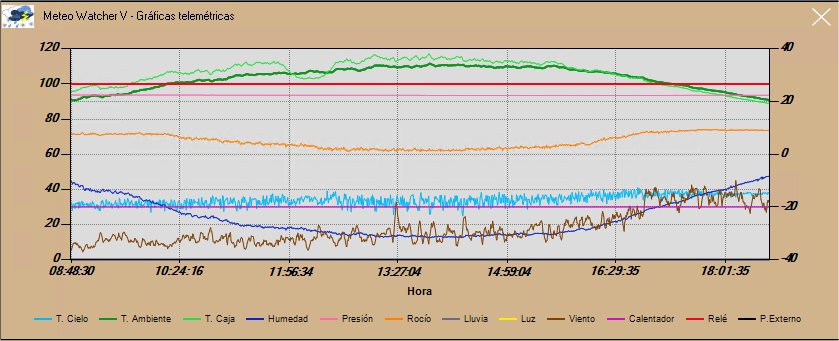 Meteo Watcher V - Gráficas telemétricas
120 40
100 20
80
60 0
40
20 -20
0 -40
08:48:30 10:24:16 11:56:34 13:27:04 14:59:04 16:29:35 18:01:35
Hora
T. Cielo T. Ambiente T. Caja Humedad Presión Rocío Lluvia Luz Viento Calentador Relé P.Externo